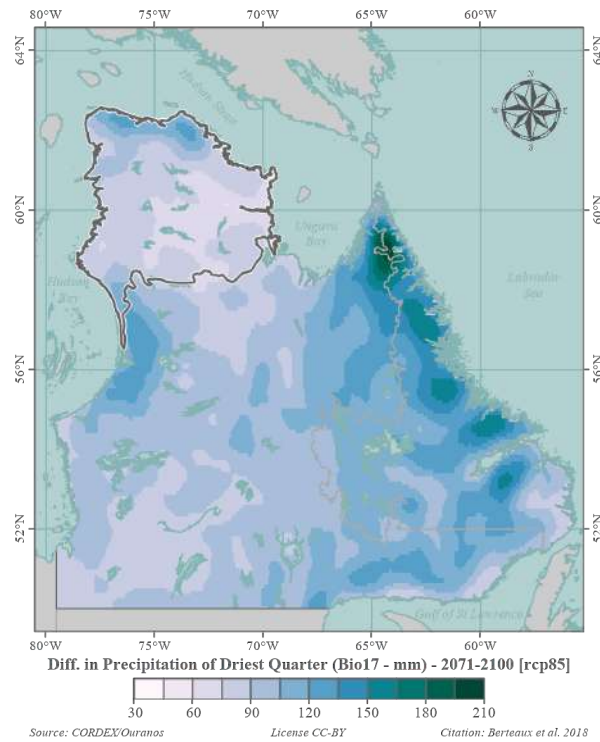 80°W 75°W 70°W 65°W 60°W
64°N 64°N
Hudson Strait
N
W E
S
60°N 60°N
Ungava
Bay
Hudson
Bay
Labrador
Sea
56°N 56°N
52°N 52°N
Gulf of St Lawrence
80°W 75°W 70°W 65°W 60°W
Diff. in Precipitation of Driest Quarter (Bio17 - mm) - 2071-2100 [rcp85]
30 60 90 120 150 180 210
Source: CORDEX/Ouranos License CC-BY Citation: Berteaux et al. 2018